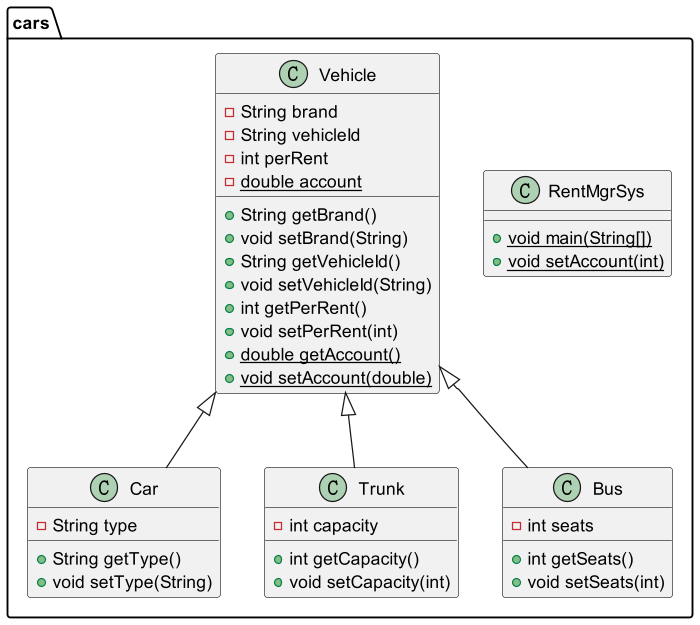 cars
C Vehicle
String brand
String vehicleId
int perRent
double account
String getBrand()
void setBrand(String)
String getVehicleId()
void setVehicleId(String)
int getPerRent()
void setPerRent(int)
double getAccount()
void setAccount(double)
C RentMgrSys
void main(String[])
void setAccount(int)
C Car
String type
String getType()
void setType(String)
C Trunk
int capacity
int getCapacity()
void setCapacity(int)
C Bus
int seats
int getSeats()
void setSeats(int)